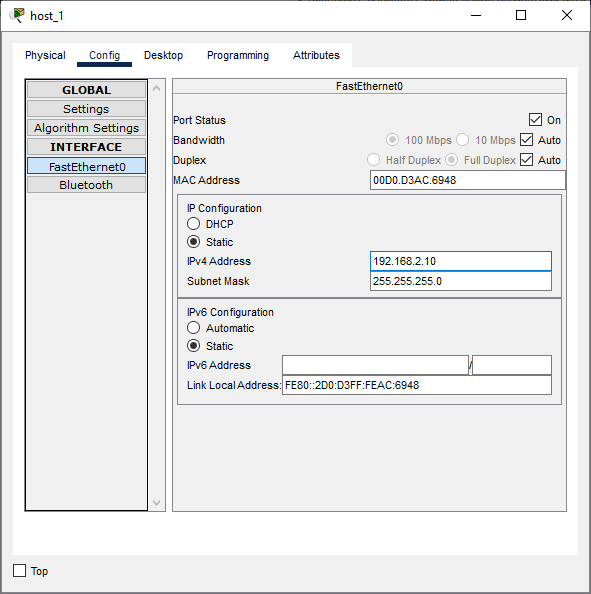 host_1
Physical Config Desktop Programming Attributes
GLOBAL
Settings
Algorithm Settings
INTERFACE
FastEthernet0
Bluetooth
FastEthernet0
Port Status On
Bandwidth 100 Mbps 10 Mbps Auto
Duplex Half Duplex Full Duplex Auto
MAC Address 00D0.D3AC.6948
IP Configuration
DHCP
Static
IPv4 Address 192.168.2.10
Subnet Mask 255.255.255.0
IPv6 Configuration
Automatic
Static
IPv6 Address /
Link Local Address: FE80::2D0:D3FF:FEAC:6948
Top